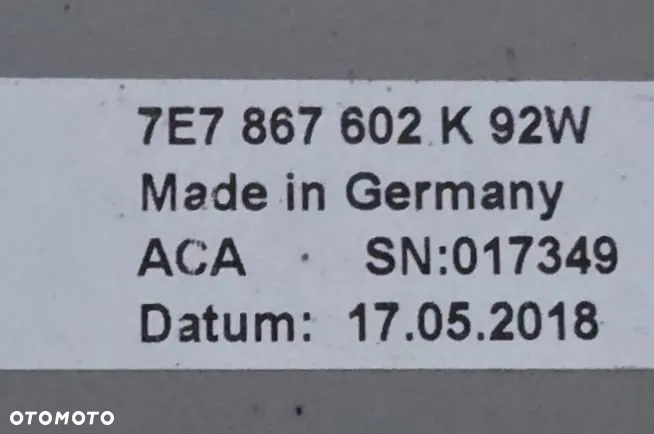 7E7 867 602 K 92W
Made in Germany
ACA SN:017349
Datum: 17.05.2018
OTOMOTO